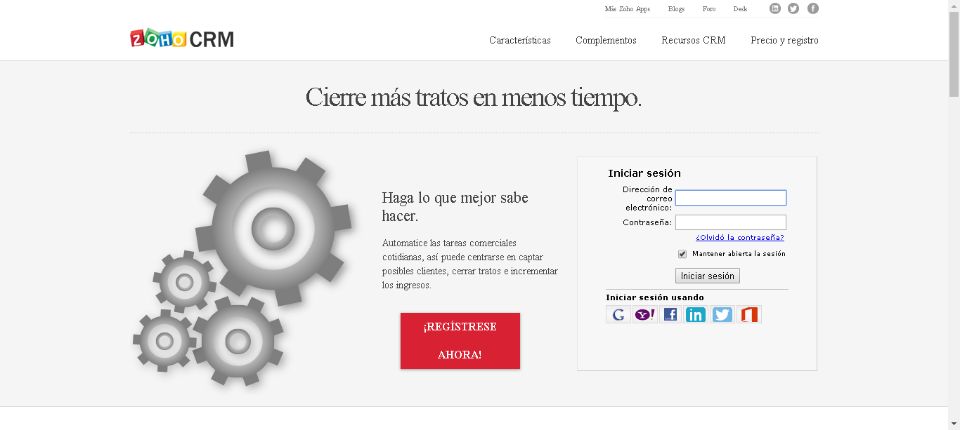 Mis Zoho Apps Blogs Foro Desk
ZOHO CRM
Características Complementos Recursos CRM Precio y registro
Cierre más tratos en menos tiempo.
Haga lo que mejor sabe
hacer.
Automatice las tareas comerciales
cotidianas, así puede centrarse en captar
posibles clientes, cerrar tratos e incrementar
los ingresos.
¡REGÍSTRESE
AHORA!
Iniciar sesión
Dirección de
correo
electrónico:
Contraseña:
¿Olvidó la contraseña?
Mantener abierta la sesión
Iniciar sesión
Iniciar sesión usando